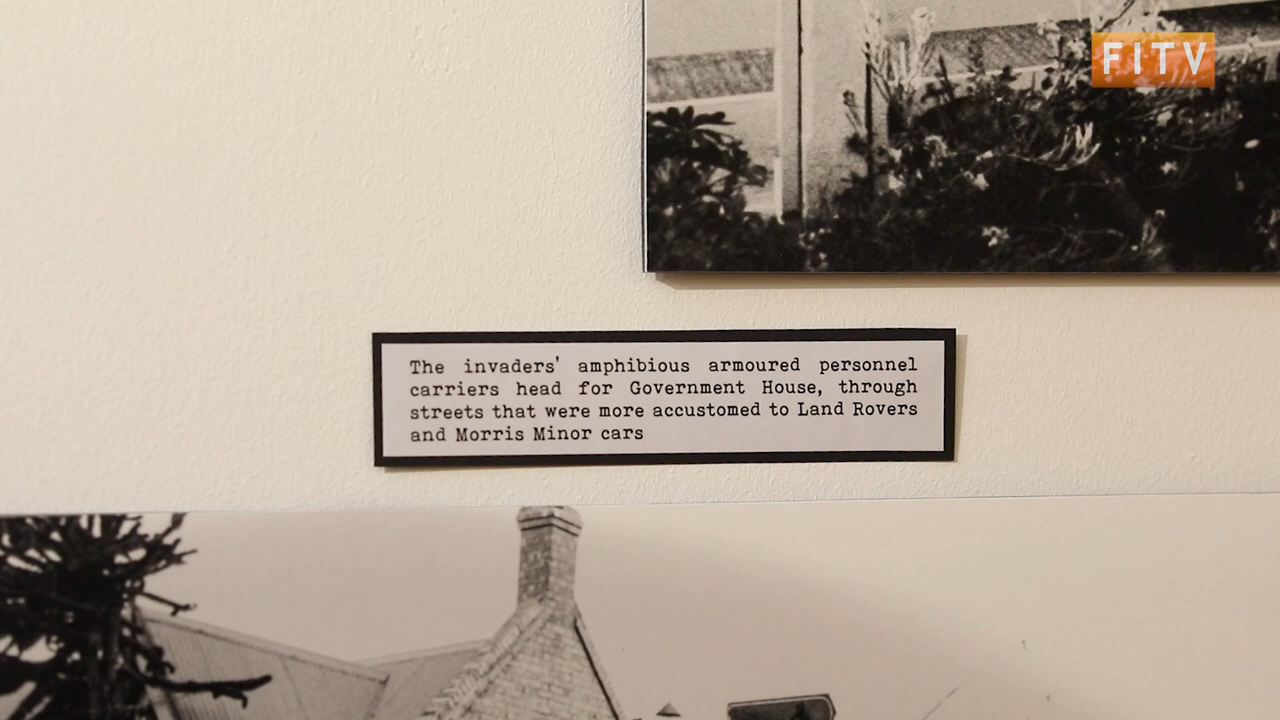 FITV
The invaders' amphibious armoured personnel
carriers head for Government House, through
streets that were more accustomed to Land Rovers
and Morris Minor cars